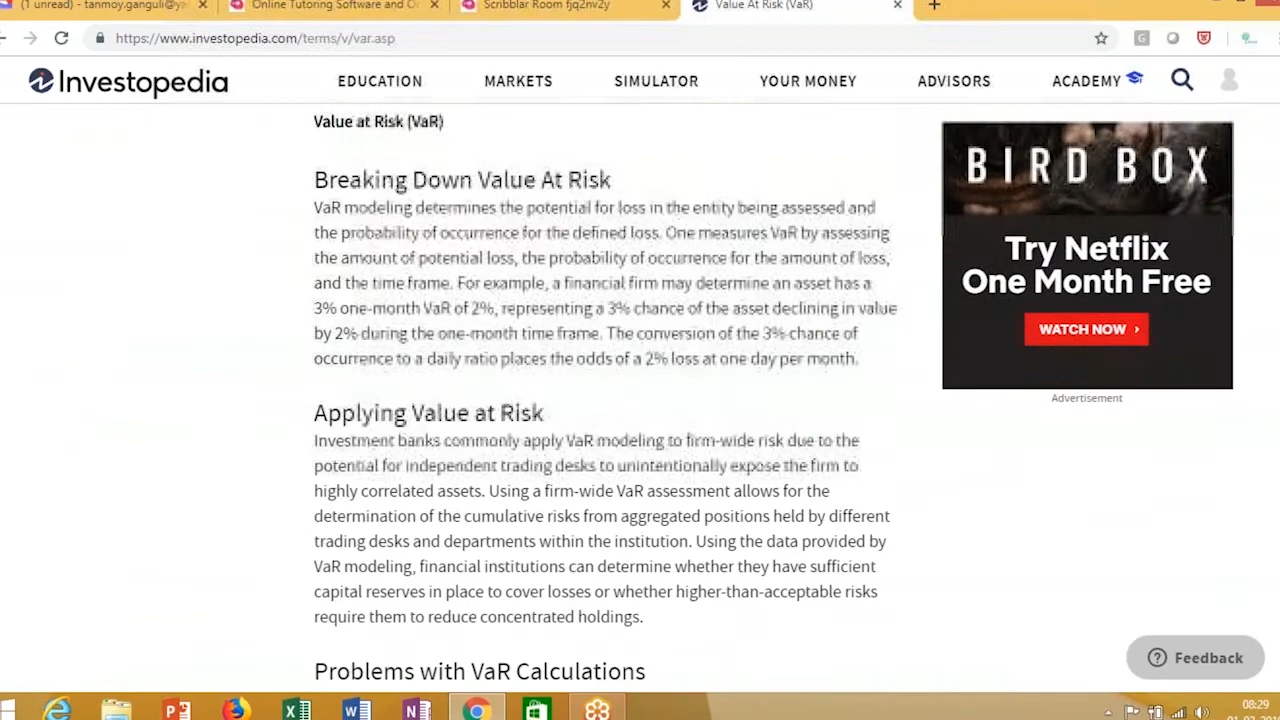 (1 unread) - tanmoy.ganguli@ya
Online Tutoring Software and O
Scribblar Room fjq2nv2y
Value At Risk (VaR)
https://www.investopedia.com/terms/v/var.asp
Investopedia
EDUCATION
MARKETS
SIMULATOR
YOUR MONEY
ADVISORS
ACADEMY
Value at Risk (VaR)
Breaking Down Value At Risk
VaR modeling determines the potential for loss in the entity being assessed and
the probability of occurrence for the defined loss. One measures VaR by assessing
the amount of potential loss, the probability of occurrence for the amount of loss,
and the time frame. For example, a financial firm may determine an asset has a
3% one-month VaR of 2%, representing a 3% chance of the asset declining in value
by 2% during the one-month time frame. The conversion of the 3% chance of
occurrence to a daily ratio places the odds of a 2% loss at one day per month.
Applying Value at Risk
Investment banks commonly apply VaR modeling to firm-wide risk due to the
potential for independent trading desks to unintentionally expose the firm to
highly correlated assets. Using a firm-wide VaR assessment allows for the
determination of the cumulative risks from aggregated positions held by different
trading desks and departments within the institution. Using the data provided by
VaR modeling, financial institutions can determine whether they have sufficient
capital reserves in place to cover losses or whether higher-than-acceptable risks
require them to reduce concentrated holdings.
Problems with VaR Calculations
BIRD BOX
Try Netflix
One Month Free
WATCH NOW
Advertisement
Feedback
08:29